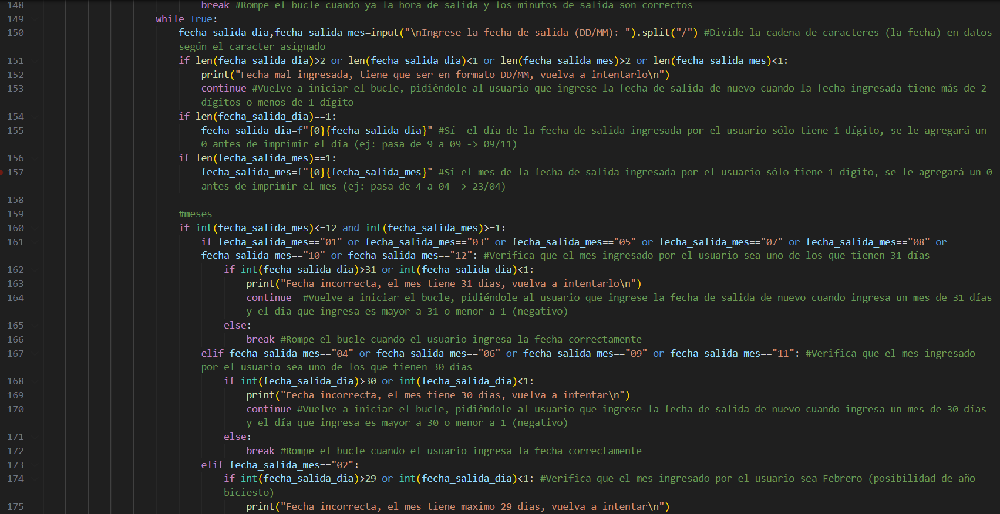 148 break #Rompe el bucle cuando ya la hora de salida y los minutos de salida son correctos
149 while True:
150 fecha_salida_dia,fecha_salida_mes=input("\nIngrese la fecha de salida (DD/MM): ").split("/") #Divide la cadena de caracteres (la fecha) en datos
según el caracter asignado
151 if len(fecha_salida_dia)>2 or len(fecha_salida_dia)<1 or len(fecha_salida_mes)>2 or len(fecha_salida_mes)<1:
152 print("Fecha mal ingresada, tiene que ser en formato DD/MM, vuelva a intentarlo\n")
153 continue #Vuelve a iniciar el bucle, pidiéndole al usuario que ingrese la fecha de salida de nuevo cuando la fecha ingresada tiene más de 2
dígitos o menos de 1 dígito
154 if len(fecha_salida_dia)==1:
155 fecha_salida_dia=f"{0}{fecha_salida_dia}" #Sí  el día de la fecha de salida ingresada por el usuario sólo tiene 1 dígito, se le agregará un
0 antes de imprimir el día (ej: pasa de 9 a 09 -> 09/11)
156 if len(fecha_salida_mes)==1:
157 fecha_salida_mes=f"{0}{fecha_salida_mes}" #Sí el mes de la fecha de salida ingresada por el usuario sólo tiene 1 dígito, se le agregará un 0
antes de imprimir el mes (ej: pasa de 4 a 04 -> 23/04)
158
159 #meses
160 if int(fecha_salida_mes)<=12 and int(fecha_salida_mes)>=1:
161 if fecha_salida_mes=="01" or fecha_salida_mes=="03" or fecha_salida_mes=="05" or fecha_salida_mes=="07" or fecha_salida_mes=="08" or
fecha_salida_mes=="10" or fecha_salida_mes=="12": #Verifica que el mes ingresado por el usuario sea uno de los que tienen 31 días
162 if int(fecha_salida_dia)>31 or int(fecha_salida_dia)<1:
163 print("Fecha incorrecta, el mes tiene 31 dias, vuelva a intentarlo\n")
164 continue  #Vuelve a iniciar el bucle, pidiéndole al usuario que ingrese la fecha de salida de nuevo cuando ingresa un mes de 31 días
y el día que ingresa es mayor a 31 o menor a 1 (negativo)
165 else:
166 break #Rompe el bucle cuando el usuario ingresa la fecha correctamente
167 elif fecha_salida_mes=="04" or fecha_salida_mes=="06" or fecha_salida_mes=="09" or fecha_salida_mes=="11": #Verifica que el mes ingresado
por el usuario sea uno de los que tienen 30 días
168 if int(fecha_salida_dia)>30 or int(fecha_salida_dia)<1:
169 print("Fecha incorrecta, el mes tiene 30 dias, vuelva a intentar\n")
170 continue #Vuelve a iniciar el bucle, pidiéndole al usuario que ingrese la fecha de salida de nuevo cuando ingresa un mes de 30 días
y el día que ingresa es mayor a 30 o menor a 1 (negativo)
171 else:
172 break #Rompe el bucle cuando el usuario ingresa la fecha correctamente
173 elif fecha_salida_mes=="02":
174 if int(fecha_salida_dia)>29 or int(fecha_salida_dia)<1: #Verifica que el mes ingresado por el usuario sea Febrero (posibilidad de año
biciesto)
175 print("Fecha incorrecta, el mes tiene maximo 29 dias, vuelva a intentar\n")